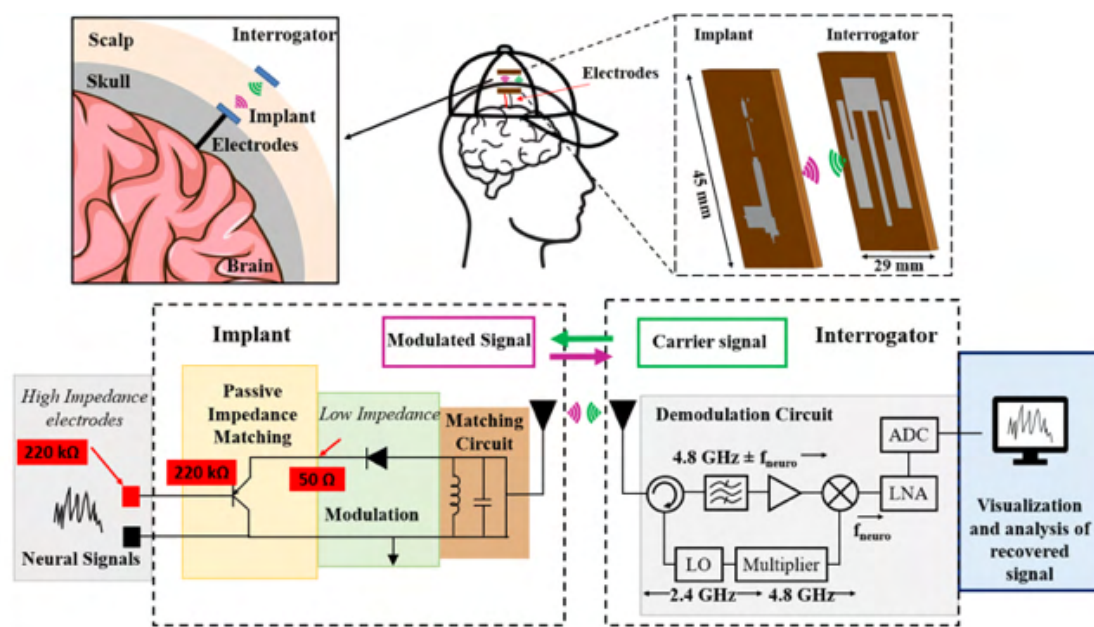 Scalp
Interrogator
Skull
Implant
Electrodes
Brain
Electrodes
Implant
Interrogator
45 mm
29 mm
Implant
Modulated Signal
Carrier signal
Interrogator
High Impedance
electrodes
220 kΩ
Neural Signals
Passive
Impedance
Matching
220 kΩ
Low Impedance
50 Ω
Modulation
Matching
Circuit
Demodulation Circuit
4.8 GHz ± fneuro
ADC
LNA
fneuro
LO
Multiplier
2.4 GHz
4.8 GHz
Visualization
and analysis of
recovered
signal